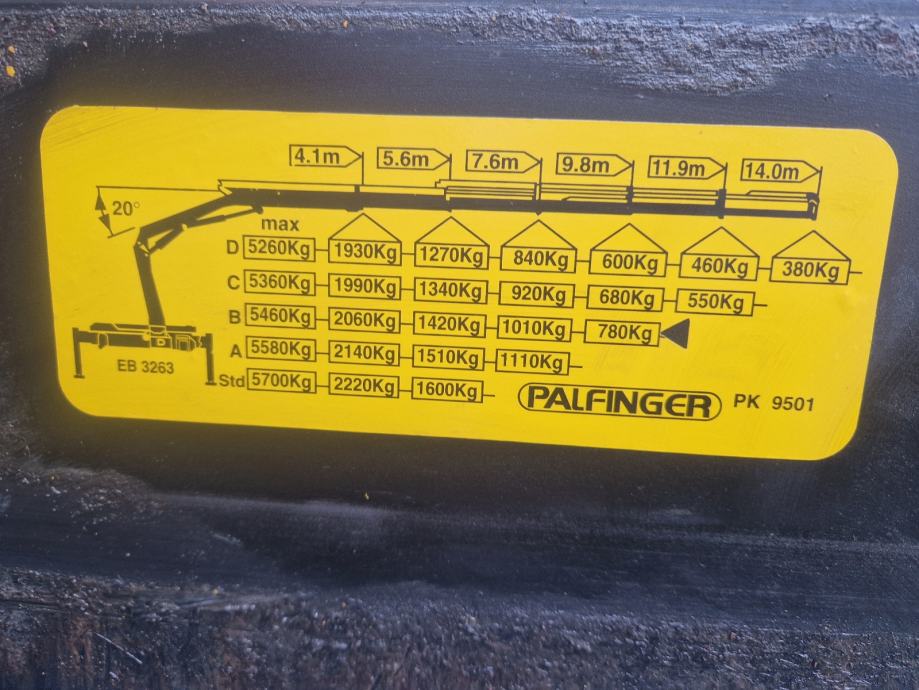 4.1m 5.6m 7.6m 9.8m 11.9m 14.0m
20°
max
D 5260Kg 1930Kg 1270Kg 840Kg 600Kg 460Kg 380Kg
C 5360Kg 1990Kg 1340Kg 920Kg 680Kg 550Kg
B 5460Kg 2060Kg 1420Kg 1010Kg 780Kg
A 5580Kg 2140Kg 1510Kg 1110Kg
Std 5700Kg 2220Kg 1600Kg
EB 3263
PALFINGER PK 9501